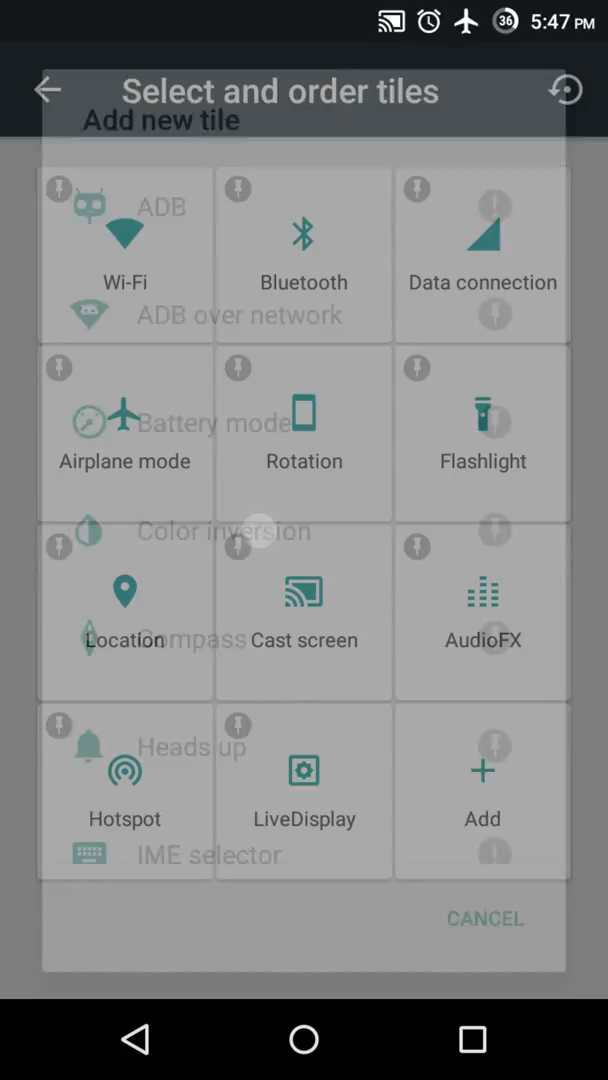 36 5:47 PM
Select and order tiles
Add new tile
ADB
Wi-Fi Bluetooth Data connection
ADB over network
Battery mode
Airplane mode Rotation Flashlight
Color inversion
Location Cast screen AudioFX
Compass
Heads up
Hotspot LiveDisplay Add
IME selector
CANCEL